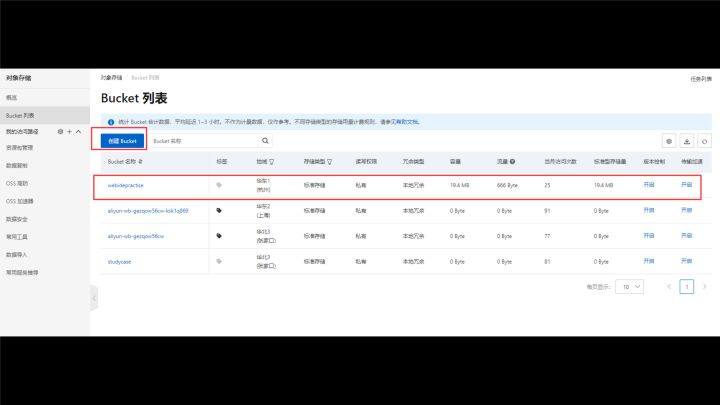 对象存储
对象存储 | Bucket 列表
任务列表
概览
Bucket 列表
Bucket 列表
我的访问路径
资源包管理
数据复制
OSS 高防
OSS 加速器
数据安全
常用工具
数据导入
常用服务推荐
统计 Bucket 会计数据，平均延迟 1~3 小时。不作为计量数据，仅作参考。不同存储类型的存储用量计费规则，请参见帮助文档。
创建 Bucket
Bucket 名称
Bucket 名称 标签 地域 存储类型 读写权限 冗余类型 容量 流量 当月访问次数 标准型存储量 版本控制 传输加速
webidepractise 华东1 (杭州) 标准存储 私有 本地冗余 19.4 MB 666 Byte 25 19.4 MB 开启 开启
华东2 (上海) 标准存储 私有 本地冗余 0 Byte 0 Byte 91 0 Byte 开启 开启
aliyun-wb-gezqow56cw 华北3 (张家口) 标准存储 私有 本地冗余 0 Byte 0 Byte 77 0 Byte 开启 开启
studycase 华北3 (张家口) 标准存储 私有 本地冗余 0 Byte 0 Byte 81 0 Byte 开启 开启
每页显示： 10 1